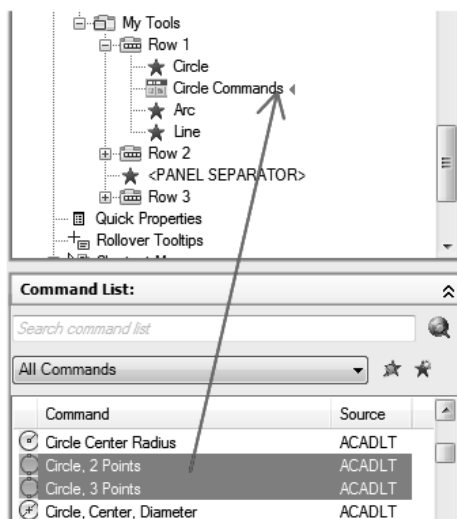 My Tools
Row 1
Circle
Circle Commands
Arc
Line
Row 2
<PANEL SEPARATOR>
Row 3
Quick Properties
Rollover Tooltips
Command List:
Search command list
All Commands
Command Source
Circle Center Radius ACADLT
Circle, 2 Points ACADLT
Circle, 3 Points ACADLT
Circle, Center, Diameter ACADLT